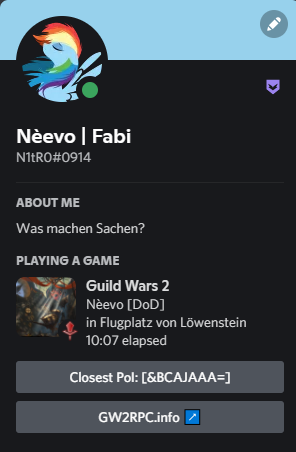 Nèevo | Fabi
N1tR0#0914
ABOUT ME
Was machen Sachen?
PLAYING A GAME
Guild Wars 2
Nèevo [DoD]
in Flugplatz von Löwenstein
10:07 elapsed
Closest PoI: [&BCAJAAA=]
GW2RPC.info ↗